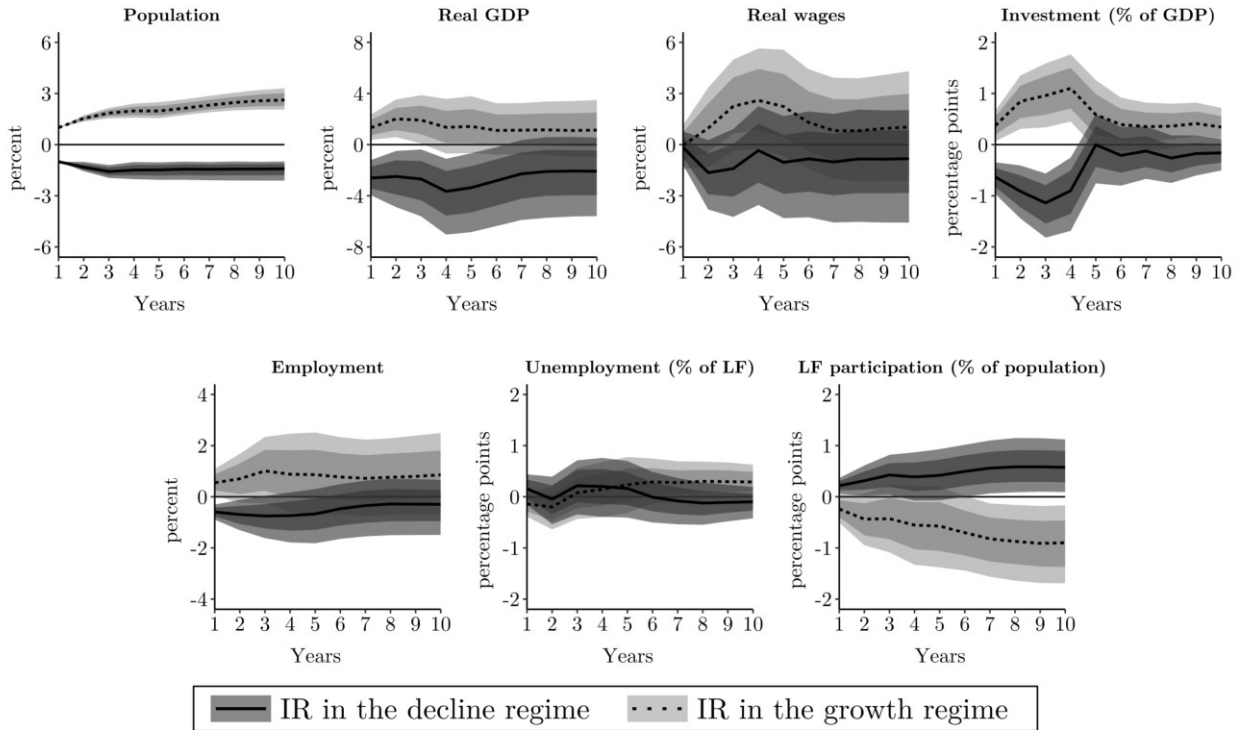 Population
Real GDP
Real wages
Investment (% of GDP)
percent
6
3
0
-3
-6
1 2 3 4 5 6 7 8 9 10
Years
percent
8
4
0
-4
-8
1 2 3 4 5 6 7 8 9 10
Years
percent
6
3
0
-3
-6
1 2 3 4 5 6 7 8 9 10
Years
percentage points
2
1
0
-1
-2
1 2 3 4 5 6 7 8 9 10
Years
Employment
Unemployment (% of LF)
LF participation (% of population)
percent
4
2
0
-2
-4
1 2 3 4 5 6 7 8 9 10
Years
percentage points
2
1
0
-1
-2
1 2 3 4 5 6 7 8 9 10
Years
percentage points
2
1
0
-1
-2
1 2 3 4 5 6 7 8 9 10
Years
IR in the decline regime
IR in the growth regime